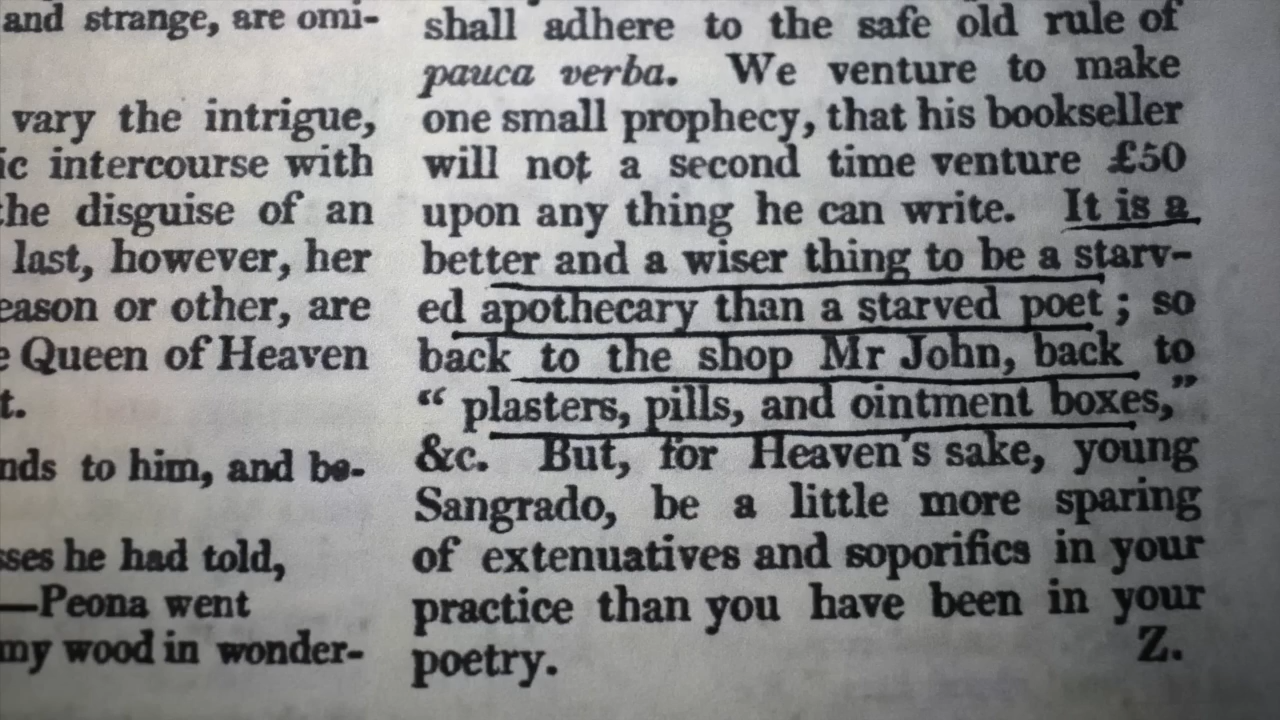 and strange, are omi-
vary the intrigue,
ic intercourse with
the disguise of an
last, however, her
eason or other, are
e Queen of Heaven
t.
nds to him, and be-
sses he had told,
—Peona went
my wood in wonder-
shall adhere to the safe old rule of
pauca verba. We venture to make
one small prophecy, that his bookseller
will not a second time venture £50
upon any thing he can write. It is a
better and a wiser thing to be a starv-
ed apothecary than a starved poet; so
back to the shop Mr John, back to
“plasters, pills, and ointment boxes,”
&c. But, for Heaven's sake, young
Sangrado, be a little more sparing
of extenuatives and soporifics in your
practice than you have been in your
poetry.
Z.